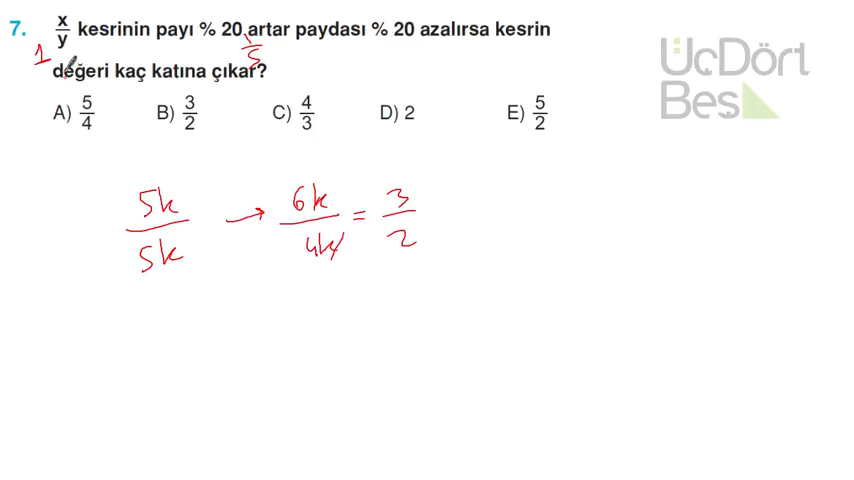 7. x/y kesrinin payı % 20 artar paydası % 20 azalırsa kesrin
1 1/5
değeri kaç katına çıkar?
A) 5/4 B) 3/2 C) 4/3 D) 2 E) 5/2
ÜçDört
Beş
5k/5k → 6k/4k = 3/2